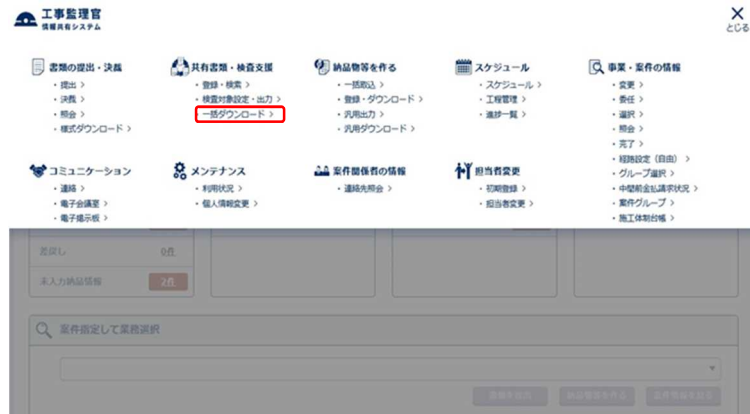 工事監理官
情報共有システム
とじる
書類の提出・決裁
・提出 >
・決裁 >
・照会 >
・様式ダウンロード >
共有書類・検査支援
・登録・検索 >
・検査対象設定・出力 >
・一括ダウンロード >
納品物等を作る
・一括取込 >
・登録・ダウンロード >
・汎用出力 >
・汎用ダウンロード >
スケジュール
・スケジュール >
・工程管理 >
・進捗一覧 >
事業・案件の情報
・変更 >
・委任 >
・選択 >
・照会 >
・完了 >
・経路設定（自由） >
・グループ選択 >
・中間前金払請求状況 >
・案件グループ >
・施工体制台帳 >
コミュニケーション
・連絡 >
・電子会議室 >
・電子掲示板 >
メンテナンス
・利用状況 >
・個人情報変更 >
案件関係者の情報
・連絡先照会 >
担当者変更
・初期登録 >
・担当者変更 >
差戻し
0件
未入力納品情報
2件
案件指定して業務選択
納品物等を作る